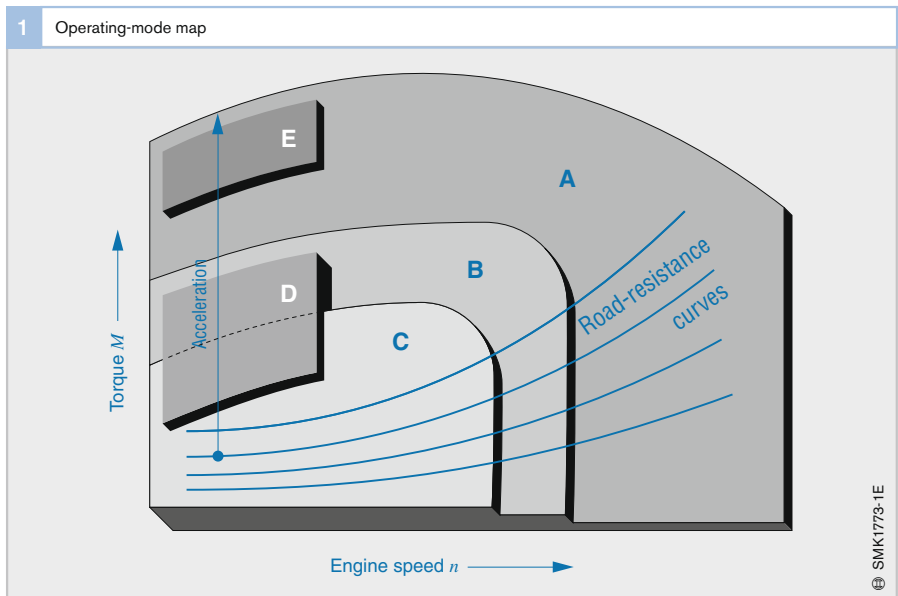 1 Operating-mode map
E
A
B
D
C
Acceleration
Road-resistance
curves
Torque M
Engine speed n
SMK1773-1E